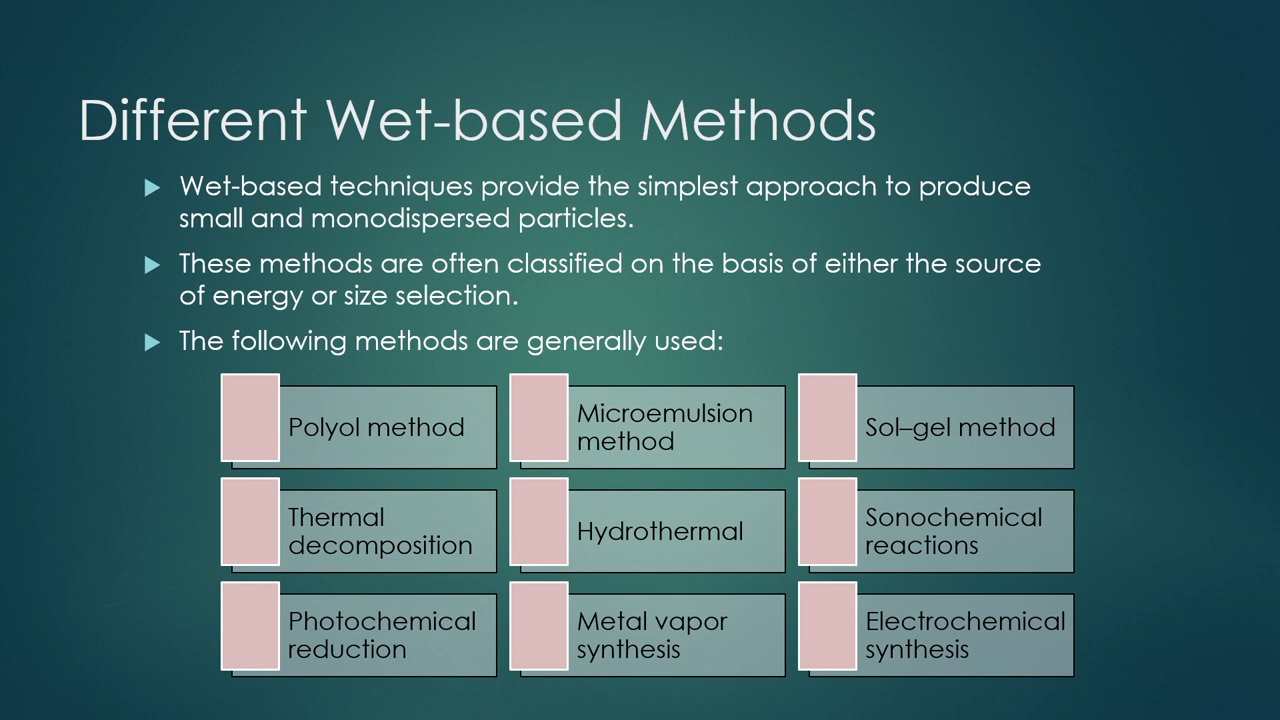 Different Wet-based Methods
Wet-based techniques provide the simplest approach to produce
small and monodispersed particles.
These methods are often classified on the basis of either the source
of energy or size selection.
The following methods are generally used:
Polyol method
Microemulsion
method
Sol–gel method
Thermal
decomposition
Hydrothermal
Sonochemical
reactions
Photochemical
reduction
Metal vapor
synthesis
Electrochemical
synthesis